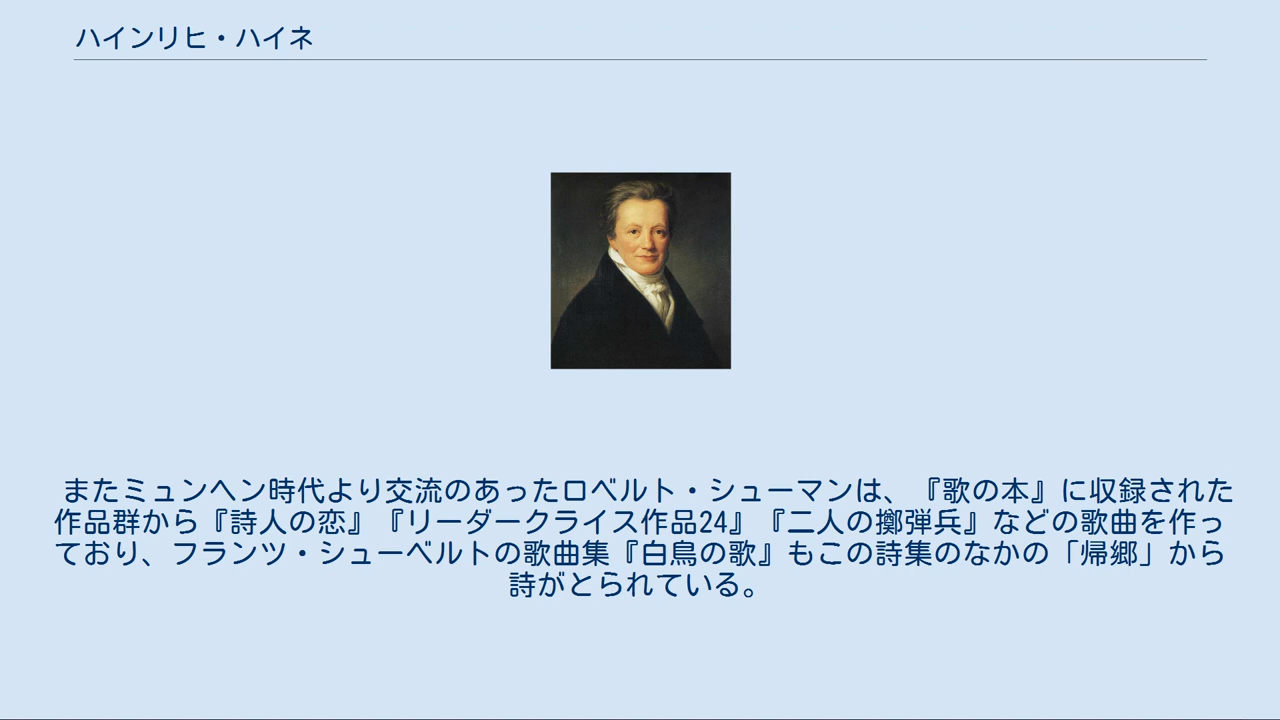 ハインリヒ・ハイネ
またミュンヘン時代より交流のあったロベルト・シューマンは、『歌の本』に収録された
作品群から『詩人の恋』『リーダークライス作品24』『二人の擲弾兵』などの歌曲を作っ
ており、フランツ・シューベルトの歌曲集『白鳥の歌』もこの詩集のなかの「帰郷」から
詩がとられている。